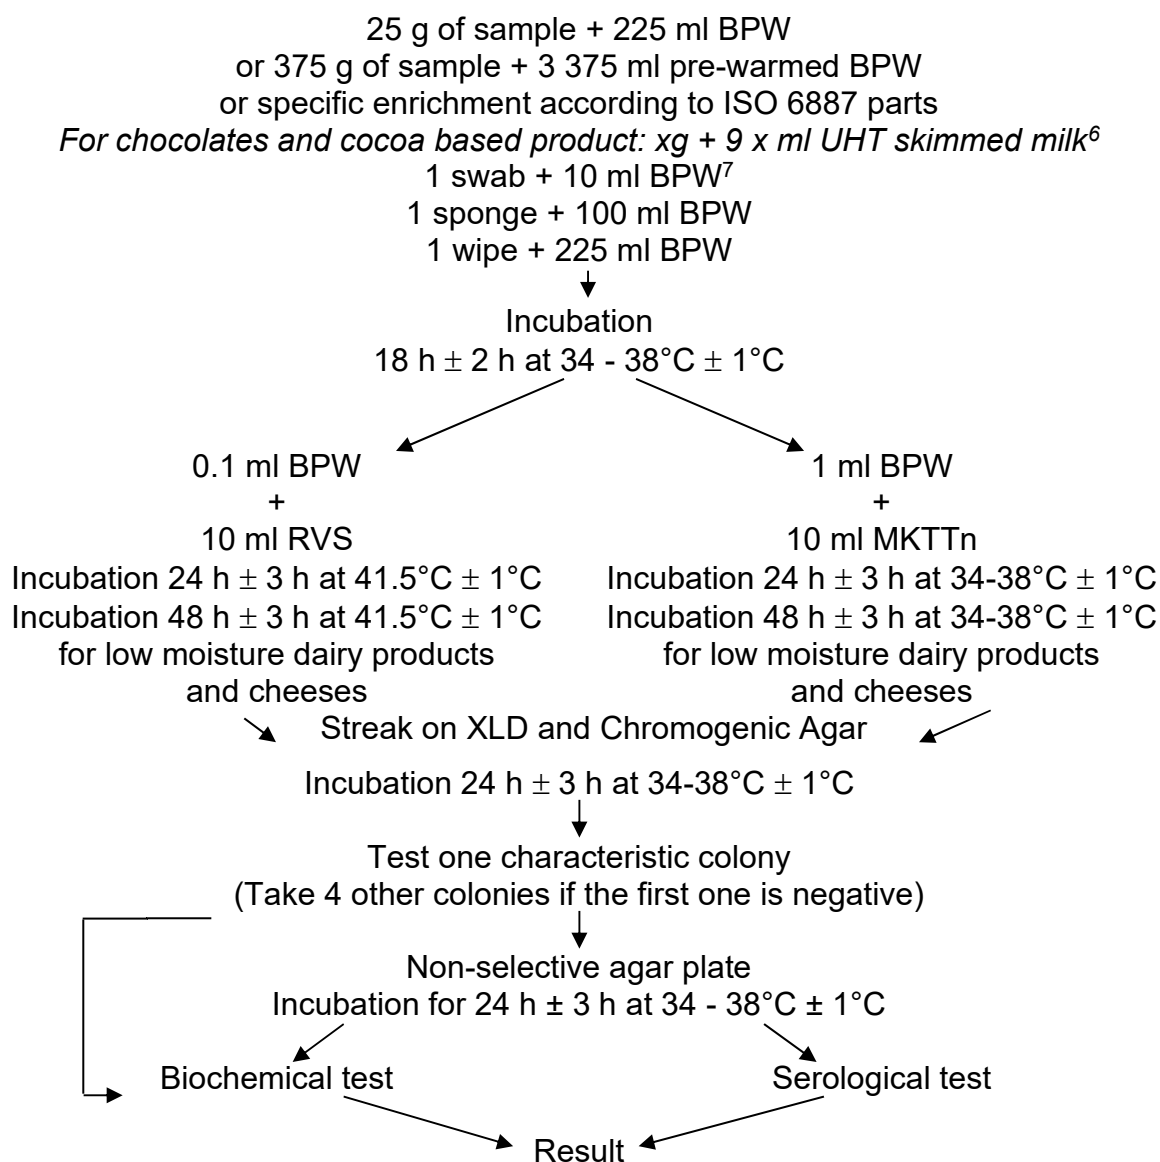 25 g of sample + 225 ml BPW
or 375 g of sample + 3 375 ml pre-warmed BPW
or specific enrichment according to ISO 6887 parts
For chocolates and cocoa based product: xg + 9 x ml UHT skimmed milk⁶
1 swab + 10 ml BPW⁷
1 sponge + 100 ml BPW
1 wipe + 225 ml BPW
Incubation
18 h ± 2 h at 34 - 38°C ± 1°C
0.1 ml BPW
+
10 ml RVS
Incubation 24 h ± 3 h at 41.5°C ± 1°C
Incubation 48 h ± 3 h at 41.5°C ± 1°C
for low moisture dairy products
and cheeses
1 ml BPW
+
10 ml MKTTn
Incubation 24 h ± 3 h at 34-38°C ± 1°C
Incubation 48 h ± 3 h at 34-38°C ± 1°C
for low moisture dairy products
and cheeses
Streak on XLD and Chromogenic Agar
Incubation 24 h ± 3 h at 34-38°C ± 1°C
Test one characteristic colony
(Take 4 other colonies if the first one is negative)
Non-selective agar plate
Incubation for 24 h ± 3 h at 34 - 38°C ± 1°C
Biochemical test
Serological test
Result